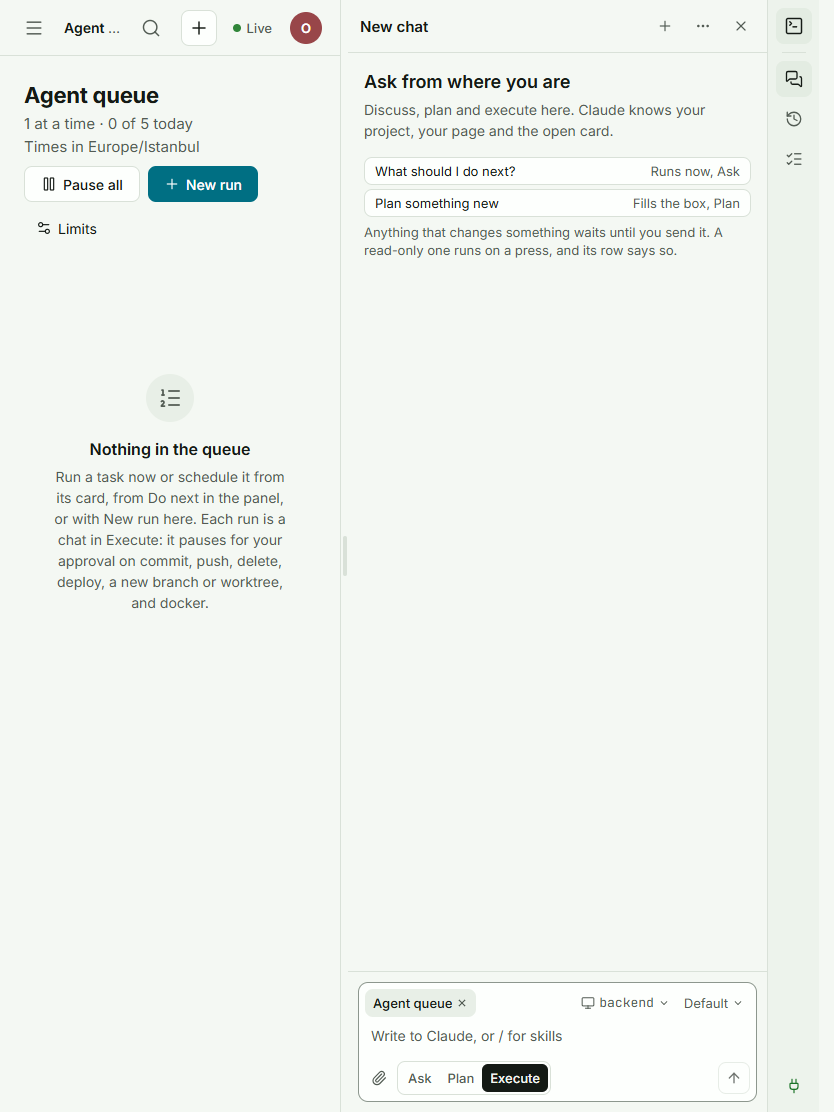 Agent ...
Live
O
Agent queue
1 at a time · 0 of 5 today
Times in Europe/Istanbul
Pause all
New run
Limits
Nothing in the queue
Run a task now or schedule it from
its card, from Do next in the panel,
or with New run here. Each run is a
chat in Execute: it pauses for your
approval on commit, push, delete,
deploy, a new branch or worktree,
and docker.
New chat
Ask from where you are
Discuss, plan and execute here. Claude knows your
project, your page and the open card.
What should I do next? Runs now, Ask
Plan something new Fills the box, Plan
Anything that changes something waits until you send it. A
read-only one runs on a press, and its row says so.
Agent queue
backend
Default
Write to Claude, or / for skills
Ask Plan Execute